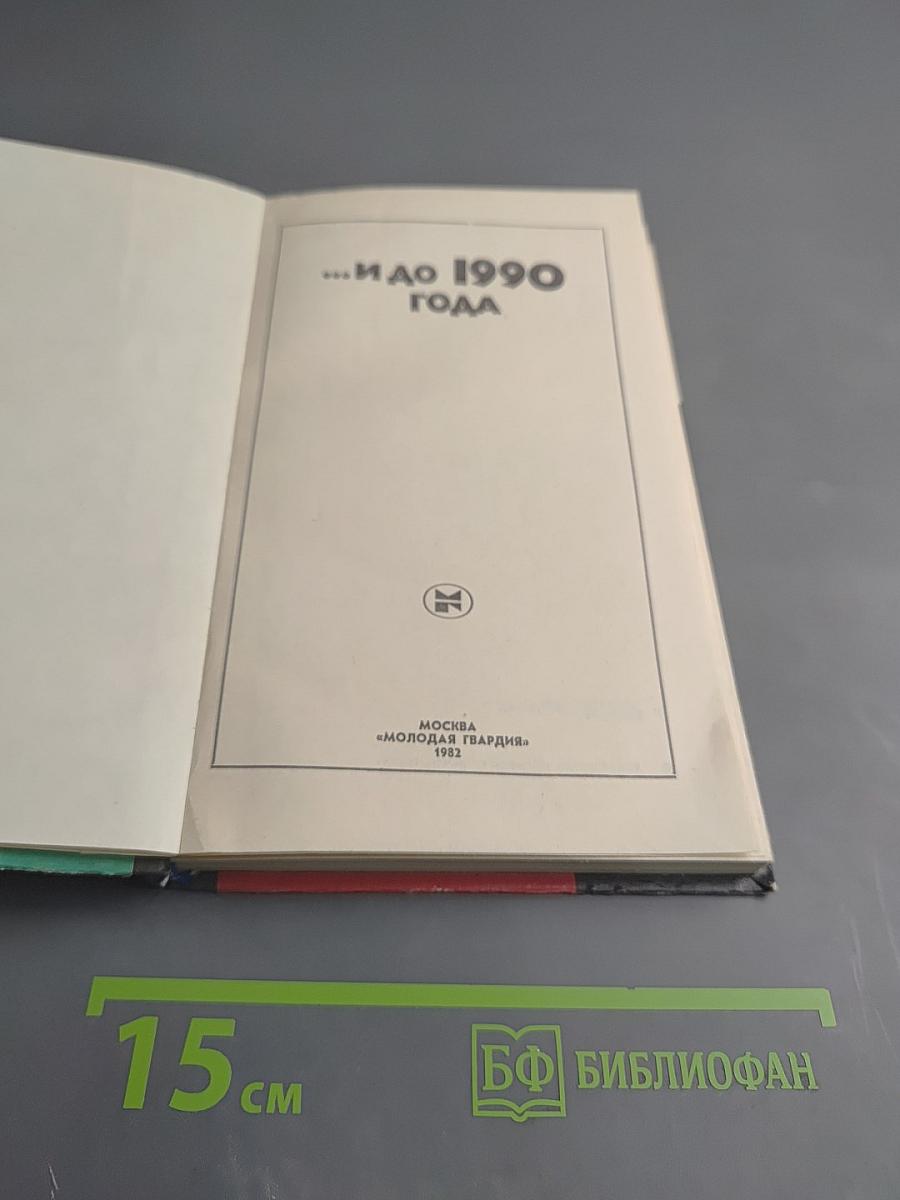 ...И ДО 1990
ГОДА
МОСКВА
«МОЛОДАЯ ГВАРДИЯ»
1982
15 см
БФ БИБЛИОФАН